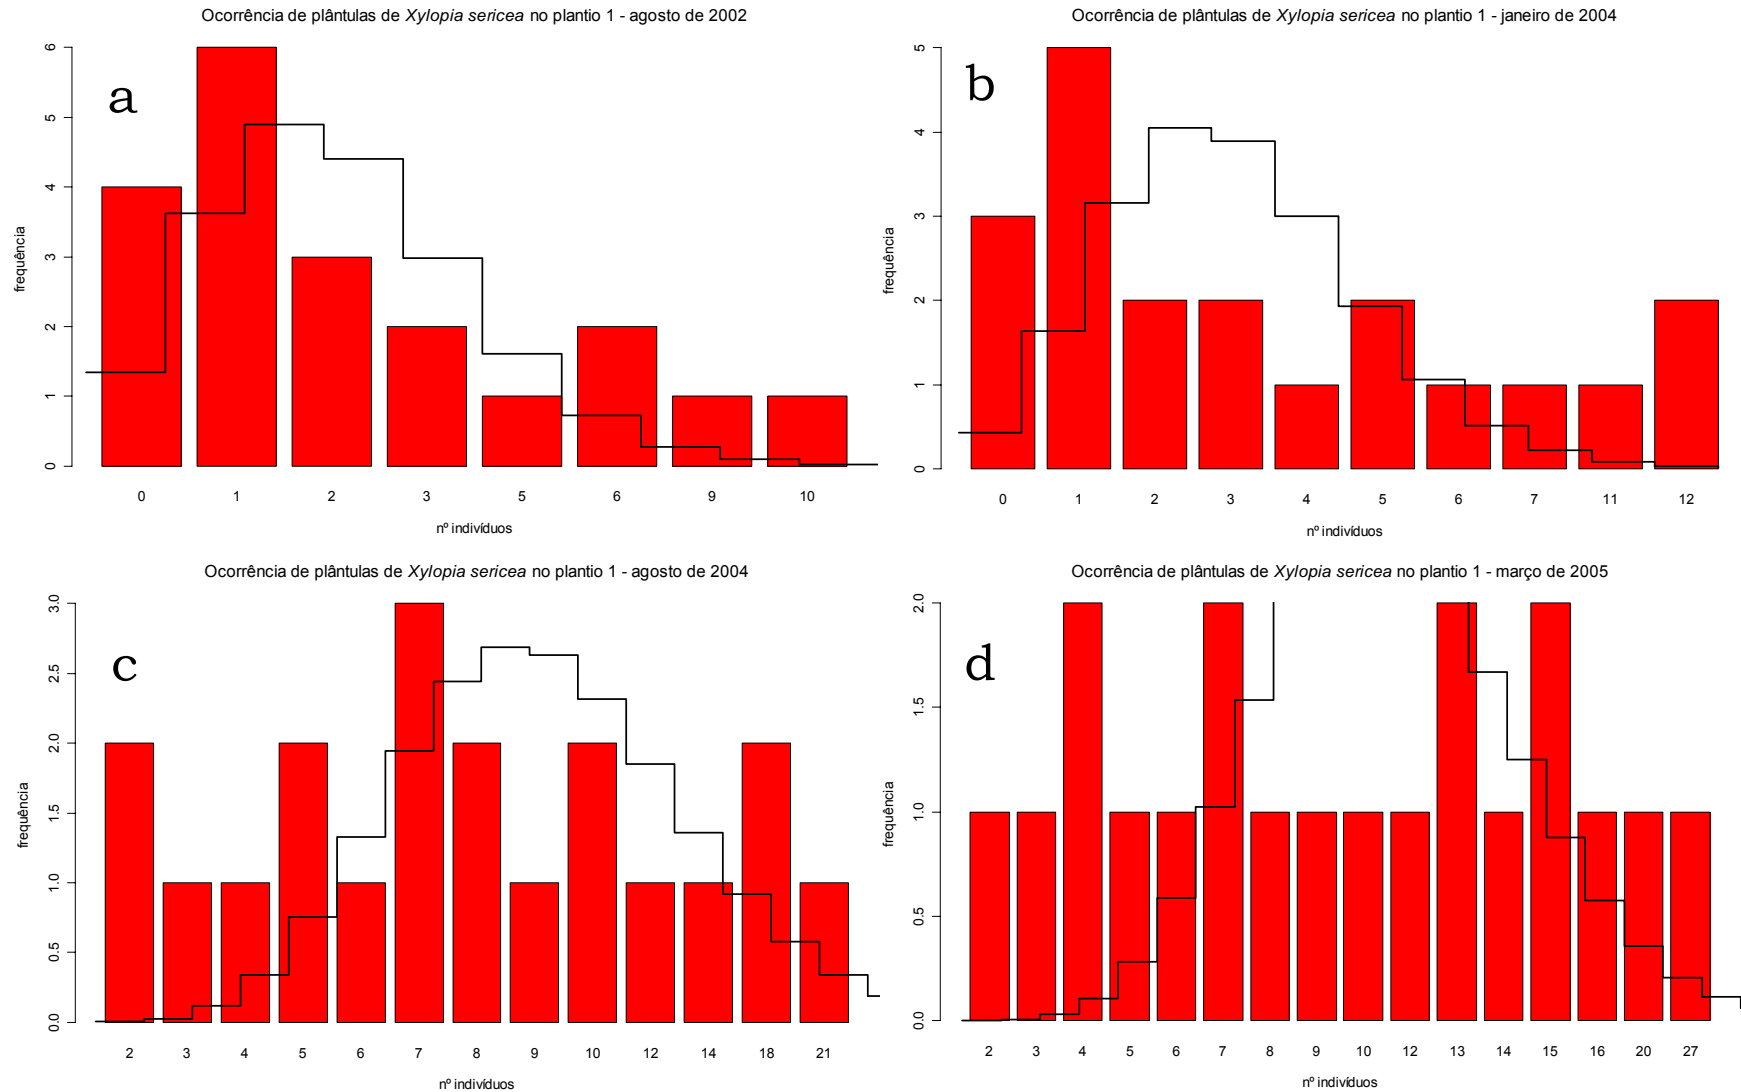 Ocorrência de plântulas de Xylopia sericea no plantio 1 - agosto de 2002
a
6
5
4
3
2
1
0
frequência
0 1 2 3 5 6 9 10
nº indivíduos
Ocorrência de plântulas de Xylopia sericea no plantio 1 - janeiro de 2004
b
5
4
3
2
1
0
frequência
0 1 2 3 4 5 6 7 11 12
nº indivíduos
Ocorrência de plântulas de Xylopia sericea no plantio 1 - agosto de 2004
c
3.0
2.5
2.0
1.5
1.0
0.5
0.0
frequência
2 3 4 5 6 7 8 9 10 12 14 18 21
nº indivíduos
Ocorrência de plântulas de Xylopia sericea no plantio 1 - março de 2005
d
2.0
1.5
1.0
0.5
0.0
frequência
2 3 4 5 6 7 8 9 10 12 13 14 15 16 20 27
nº indivíduos